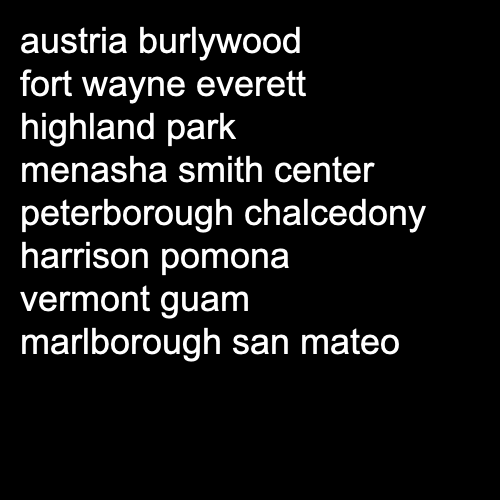 austria burlywood
fort wayne everett
highland park
menasha smith center
peterborough chalcedony
harrison pomona
vermont guam
marlborough san mateo